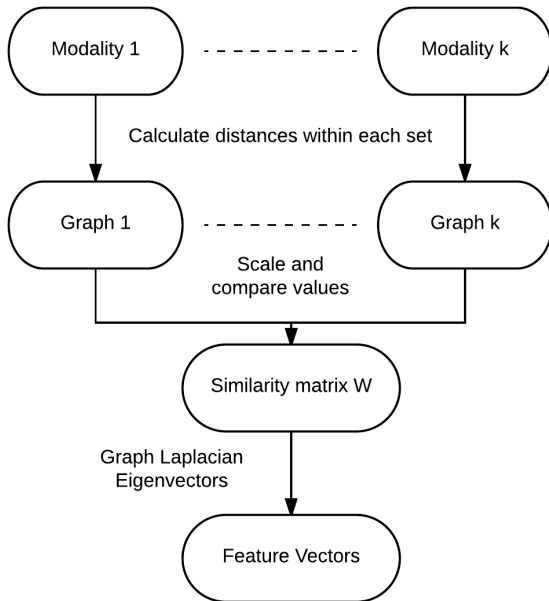 Modality 1
Modality k
Calculate distances within each set
Graph 1
Graph k
Scale and
compare values
Similarity matrix W
Graph Laplacian
Eigenvectors
Feature Vectors